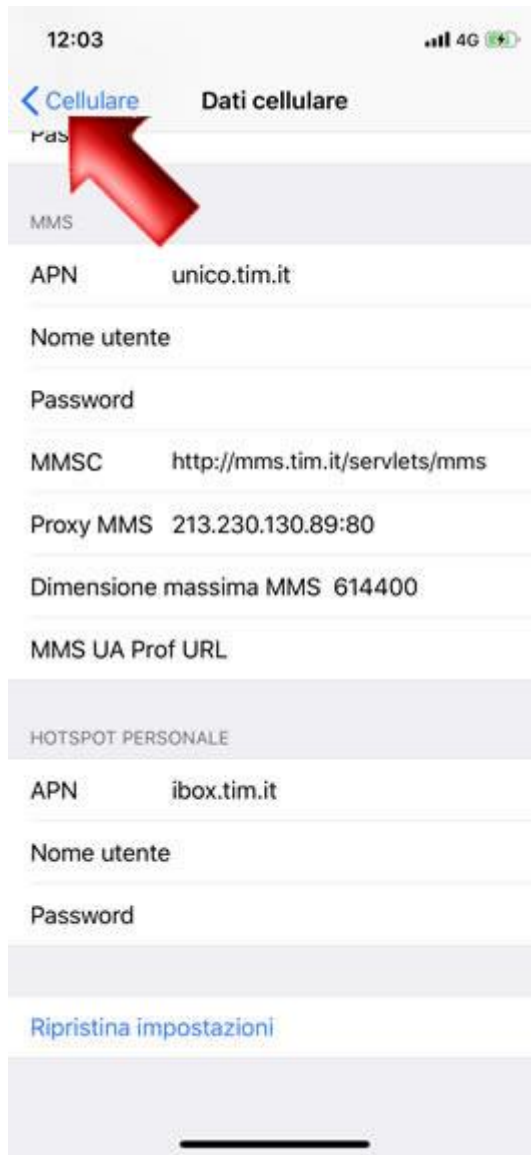 12:03 4G
Cellulare Dati cellulare
MMS
APN unico.tim.it
Nome utente
Password
MMSC http://mms.tim.it/servlets/mms
Proxy MMS 213.230.130.89:80
Dimensione massima MMS 614400
MMS UA Prof URL
HOTSPOT PERSONALE
APN ibox.tim.it
Nome utente
Password
Ripristina impostazioni